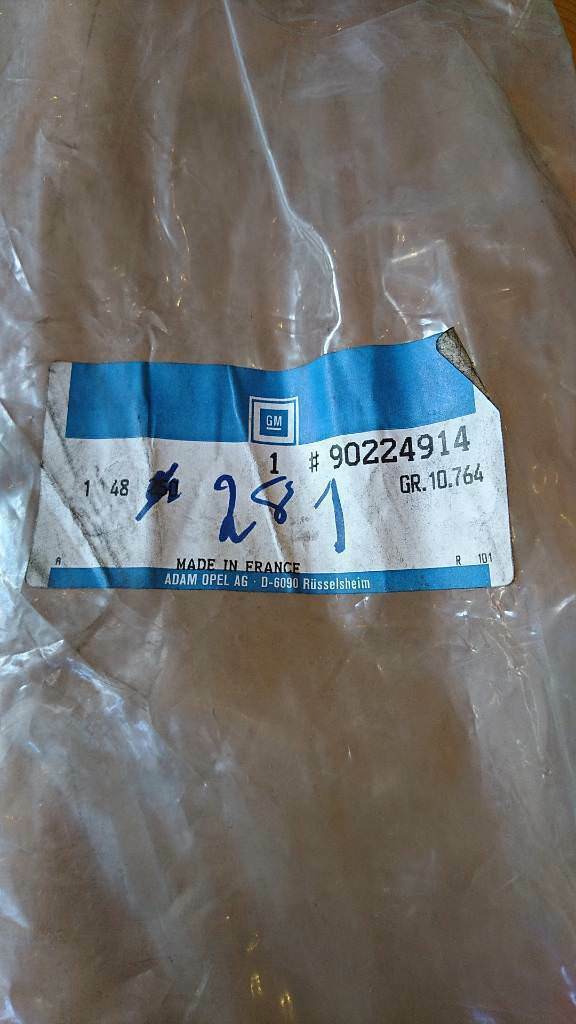 GM
1 # 90224914
1 48 281
GR.10.764
A R 101
MADE IN FRANCE
ADAM OPEL AG · D-6090 Rüsselsheim